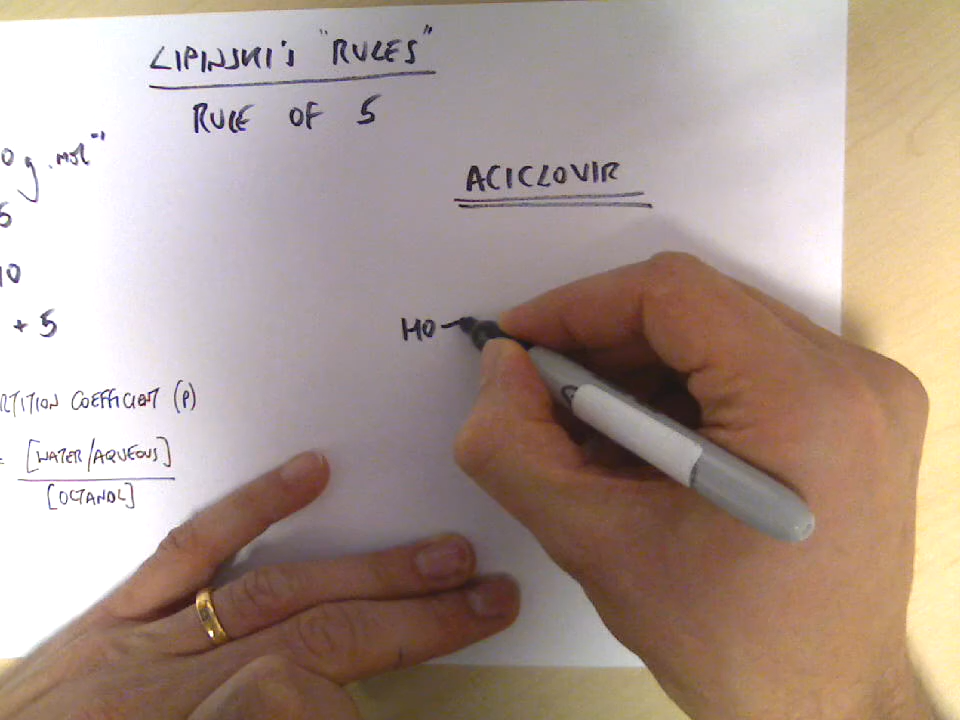 LIPINSKI'S "RULES"
RULE OF 5
0 g.mol⁻¹
5
10
+ 5
ACICLOVIR
HO
RTITION COEFFICIENT (P)
= [WATER/AQUEOUS]
[OCTANOL]